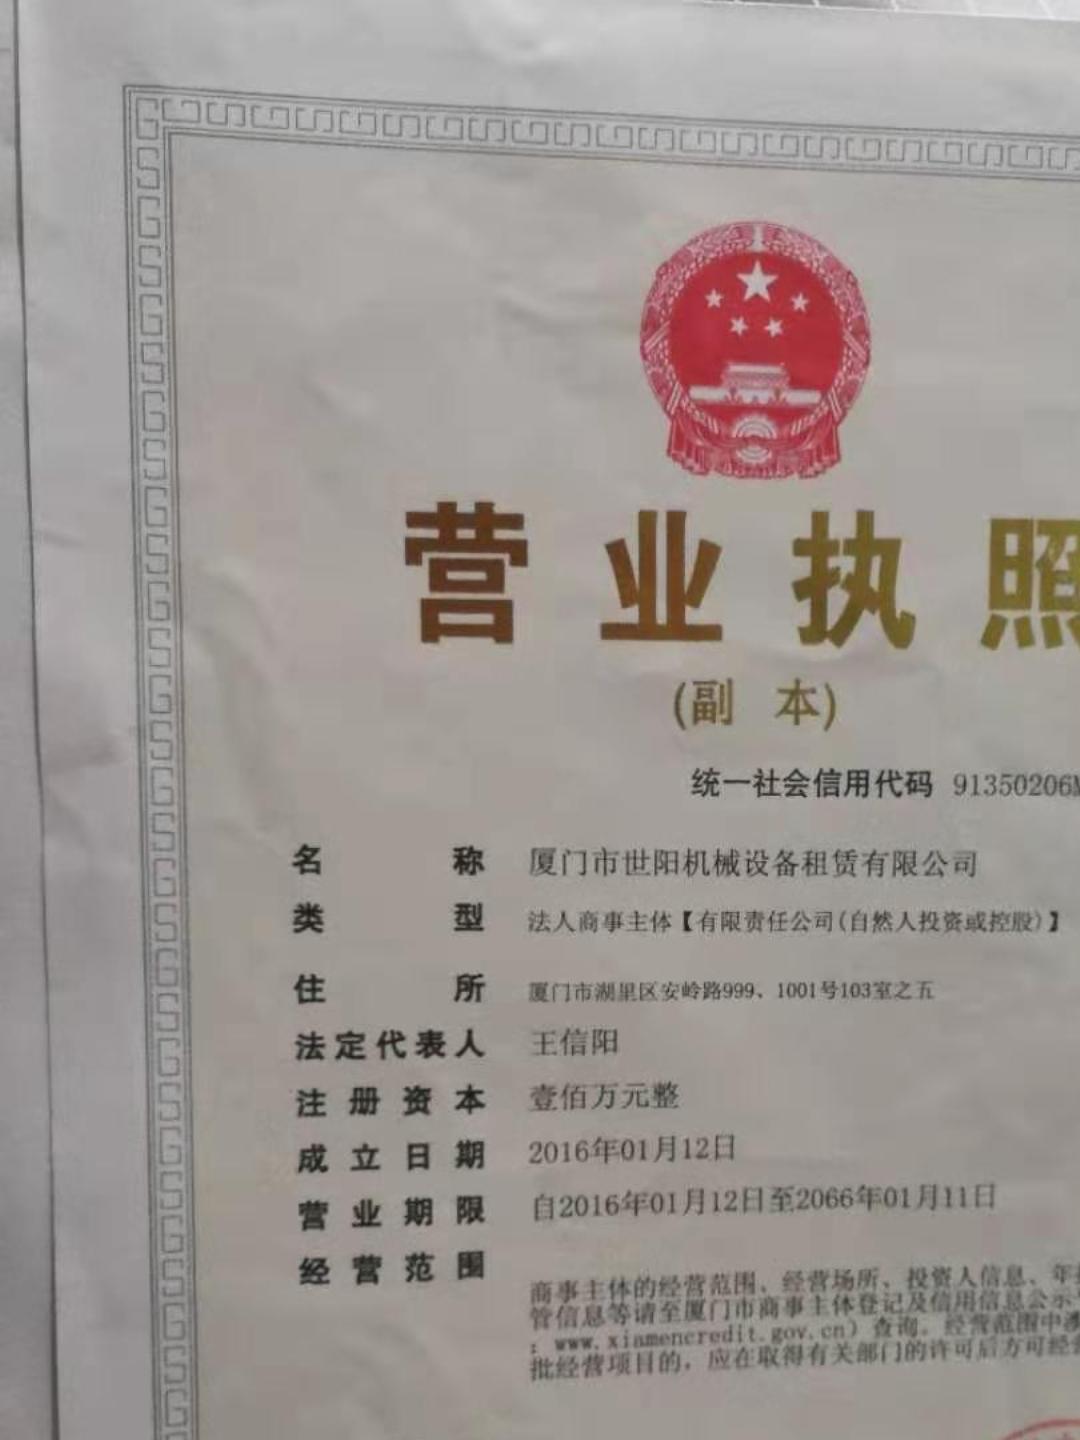 营业执照
(副 本)
统一社会信用代码 91350206M
名称 厦门市世阳机械设备租赁有限公司
类型 法人商事主体【有限责任公司(自然人投资或控股)】
住所 厦门市湖里区安岭路999、1001号103室之五
法定代表人 王信阳
注册资本 壹佰万元整
成立日期 2016年01月12日
营业期限 自2016年01月12日至2066年01月11日
经营范围
商事主体的经营范围、经营场所、投资人信息、年
管信息等请至厦门市商事主体登记及信用信息公示
:www.xiamencredit.gov.cn)查询。经营范围中
批经营项目的，应在取得有关部门的许可后方可经